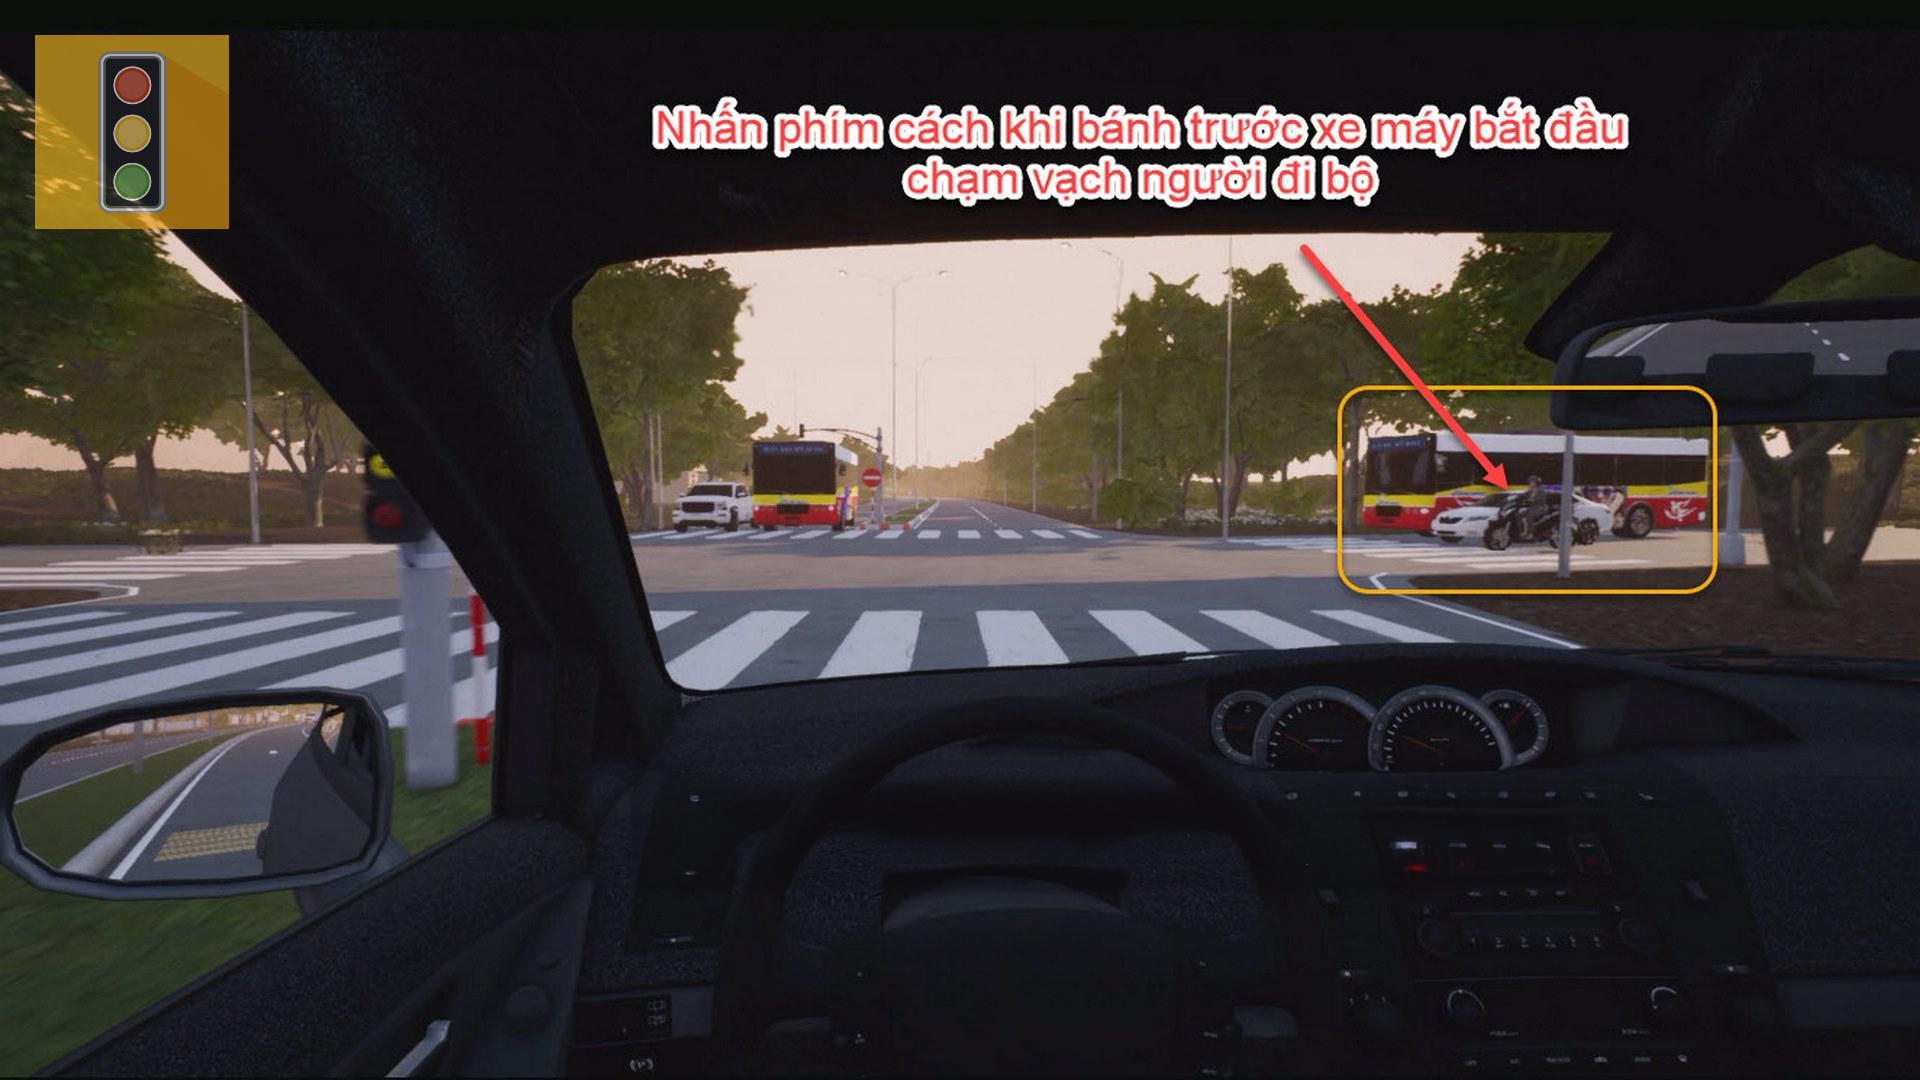 Nhấn phím cách khi bánh trước xe máy bắt đầu
chạm vạch người đi bộ